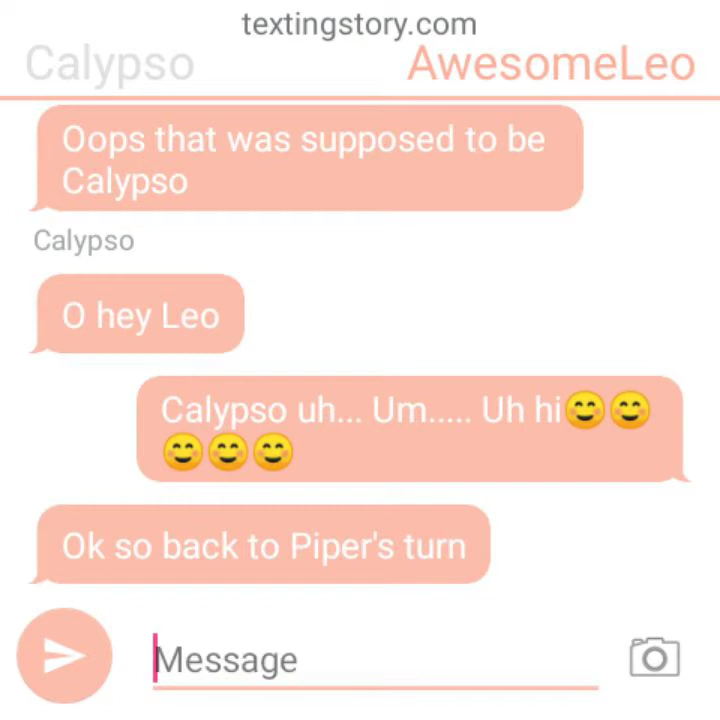 textingstory.com
Calypso AwesomeLeo
Oops that was supposed to be
Calypso
Calypso
O hey Leo
Calypso uh... Um..... Uh hi😊😊
😊😊😊
Ok so back to Piper's turn
Message